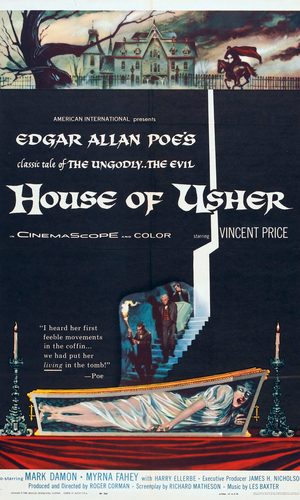 AMERICAN INTERNATIONAL presents
EDGAR ALLAN POE'S
classic tale of THE UNGODLY..THE EVIL
HOUSE OF USHER
IN CINEMASCOPE AND COLOR starring VINCENT PRICE
"I heard her first
feeble movements
in the coffin...
we had put her
living in the tomb!"
—Poe
starring MARK DAMON · MYRNA FAHEY with HARRY ELLERBE · Executive Producer JAMES H. NICHOLSON
Produced and Directed by ROGER CORMAN · Screenplay by RICHARD MATHESON · Music by LES BAXTER